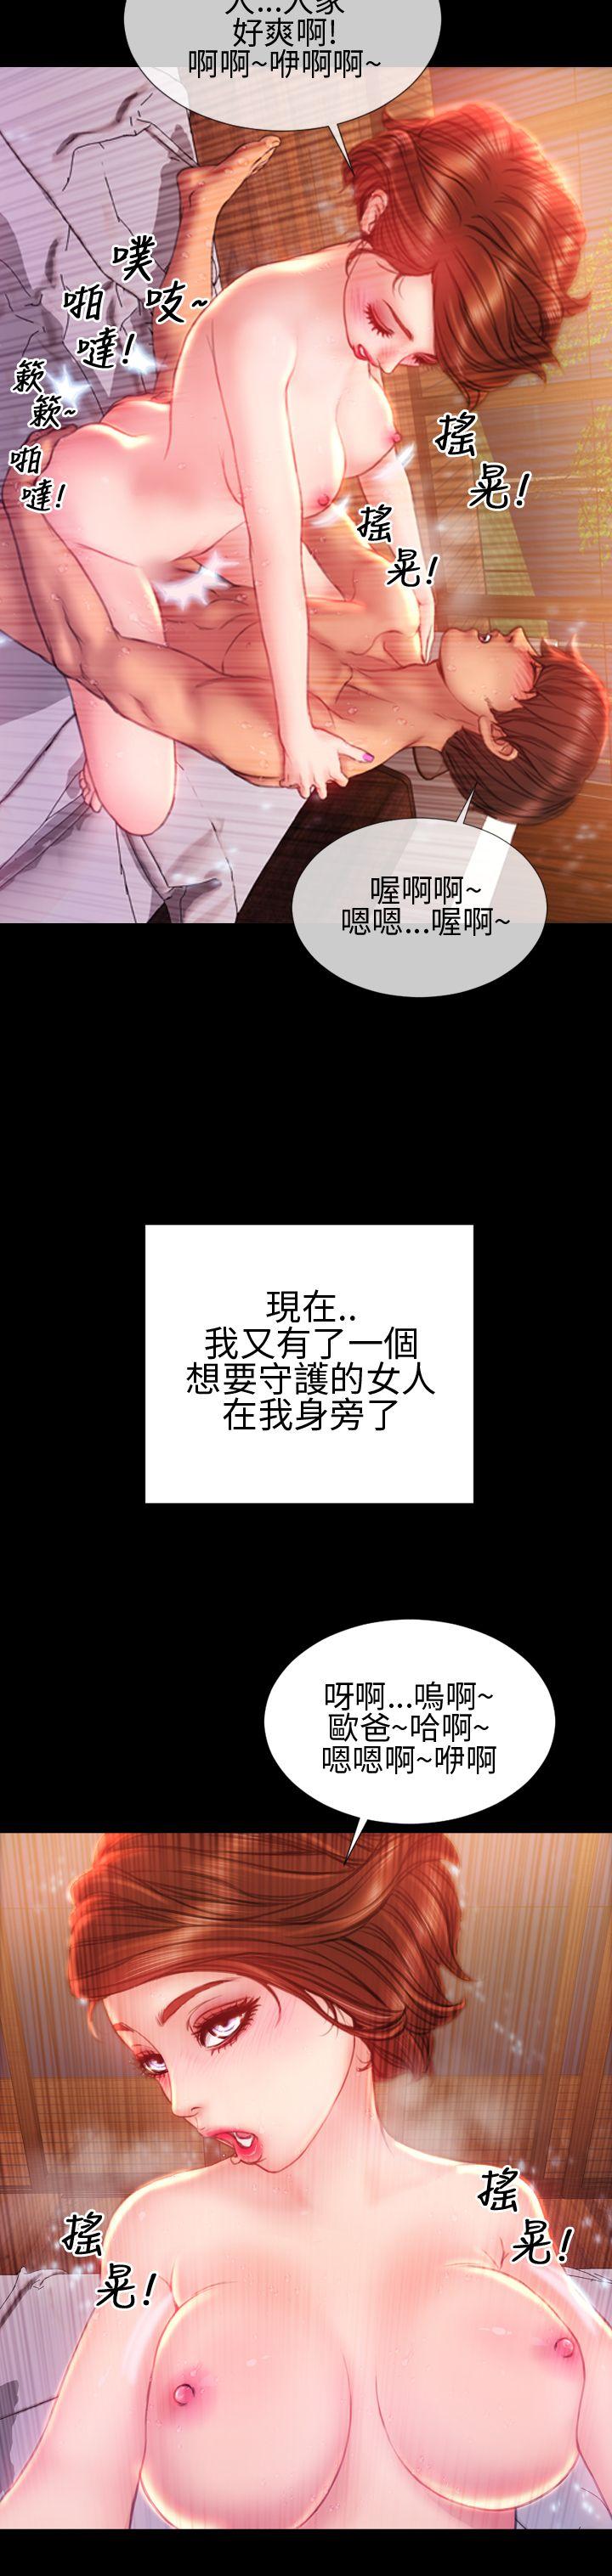 人...人家
好爽啊!
啊啊~咿啊啊~
噗
吱~
啪
噠!
簌
簌~
啪
噠!
搖
晃!
搖
晃!
喔啊啊~
嗯嗯...喔啊~
現在..
我又有了一個
想要守護的女人
在我身旁了
呀啊...嗚啊~
歐爸~哈啊~
嗯嗯啊~咿啊
搖
晃!
搖
晃!